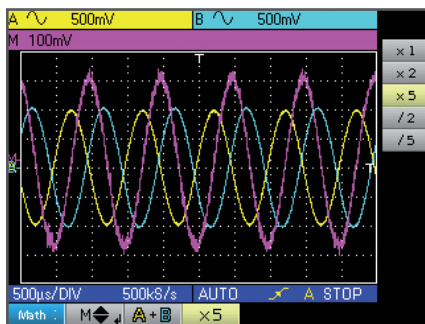 A 500mV B 500mV
M 100mV
x1
x2
x5
/2
/5
T
M
B
T
500µs/DIV 500kS/s AUTO A STOP
Math : M A+B x5